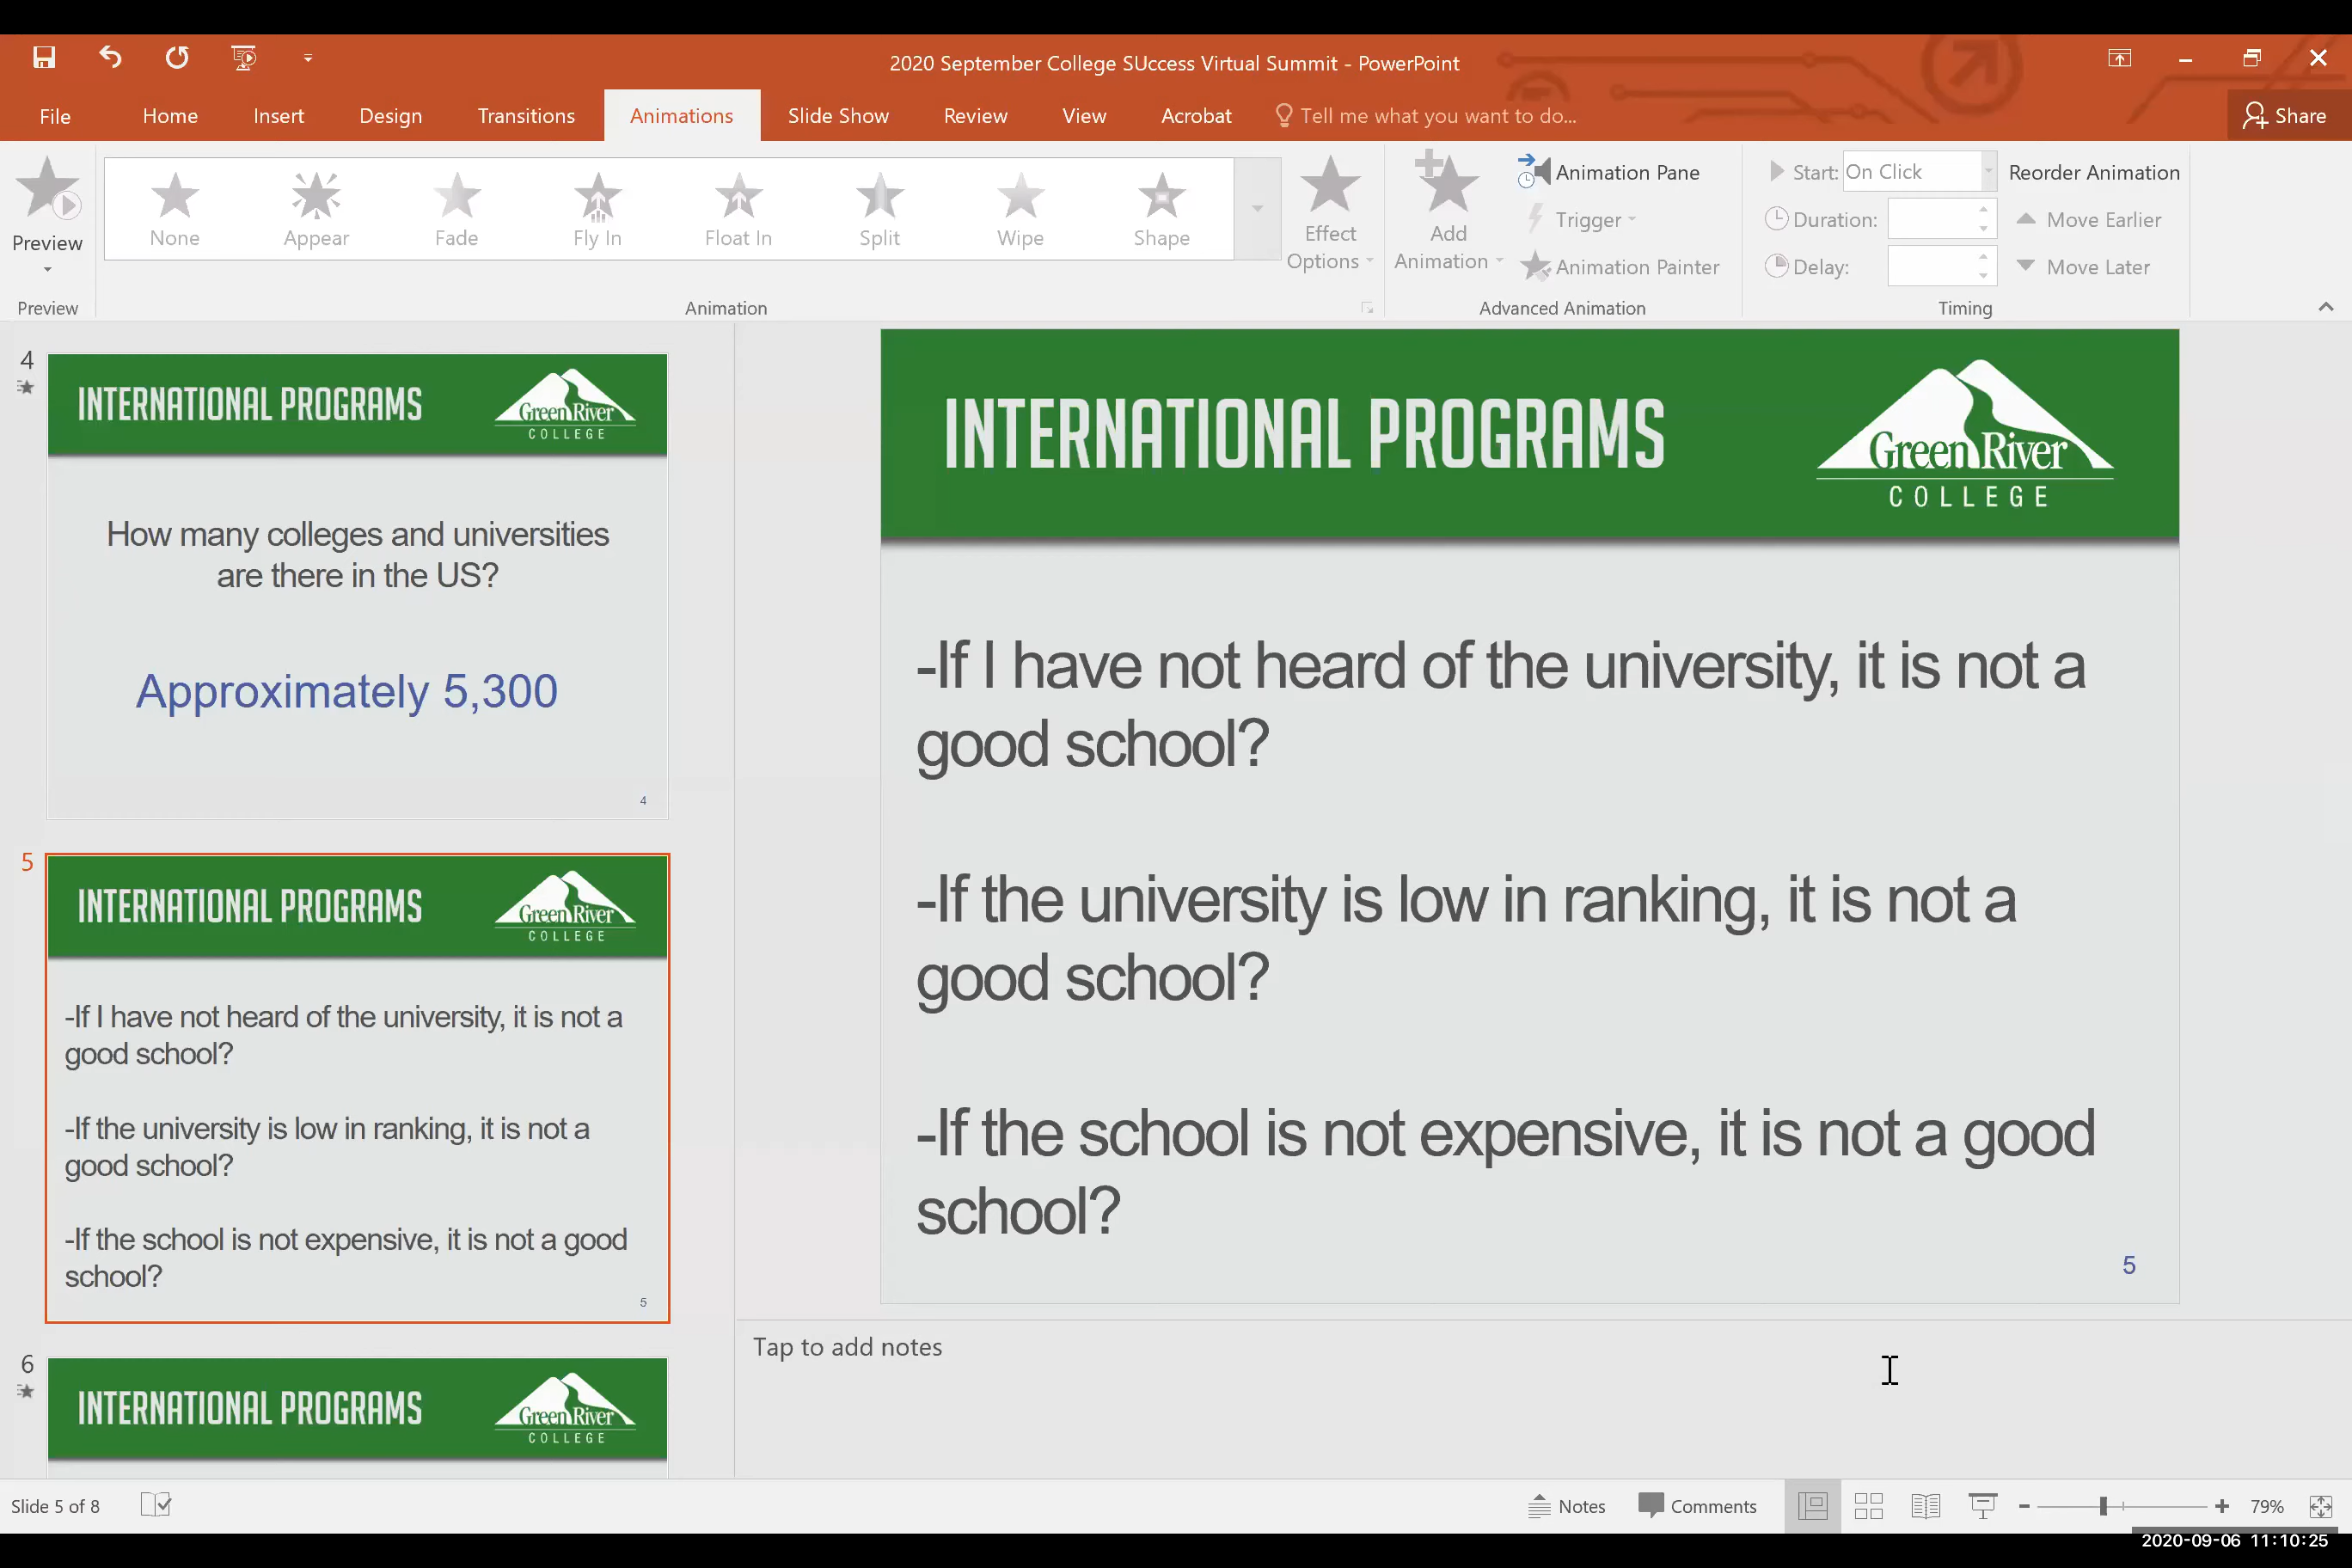 2020 September College SUccess Virtual Summit - PowerPoint
File Home Insert Design Transitions Animations Slide Show Review View Acrobat Tell me what you want to do... Share
Preview
None Appear Fade Fly In Float In Split Wipe Shape
Effect Options
Add Animation
Animation Pane
Trigger
Animation Painter
Start: On Click
Duration:
Delay:
Reorder Animation
Move Earlier
Move Later
Preview Animation Advanced Animation Timing
4
INTERNATIONAL PROGRAMS
Green River
COLLEGE
How many colleges and universities
are there in the US?
Approximately 5,300
4
5
INTERNATIONAL PROGRAMS
Green River
COLLEGE
-If I have not heard of the university, it is not a
good school?
-If the university is low in ranking, it is not a
good school?
-If the school is not expensive, it is not a good
school?
5
6
INTERNATIONAL PROGRAMS
Green River
COLLEGE
INTERNATIONAL PROGRAMS
Green River
COLLEGE
-If I have not heard of the university, it is not a
good school?
-If the university is low in ranking, it is not a
good school?
-If the school is not expensive, it is not a good
school?
5
Tap to add notes
Slide 5 of 8 Notes Comments 79%
2020-09-06 11:10:25